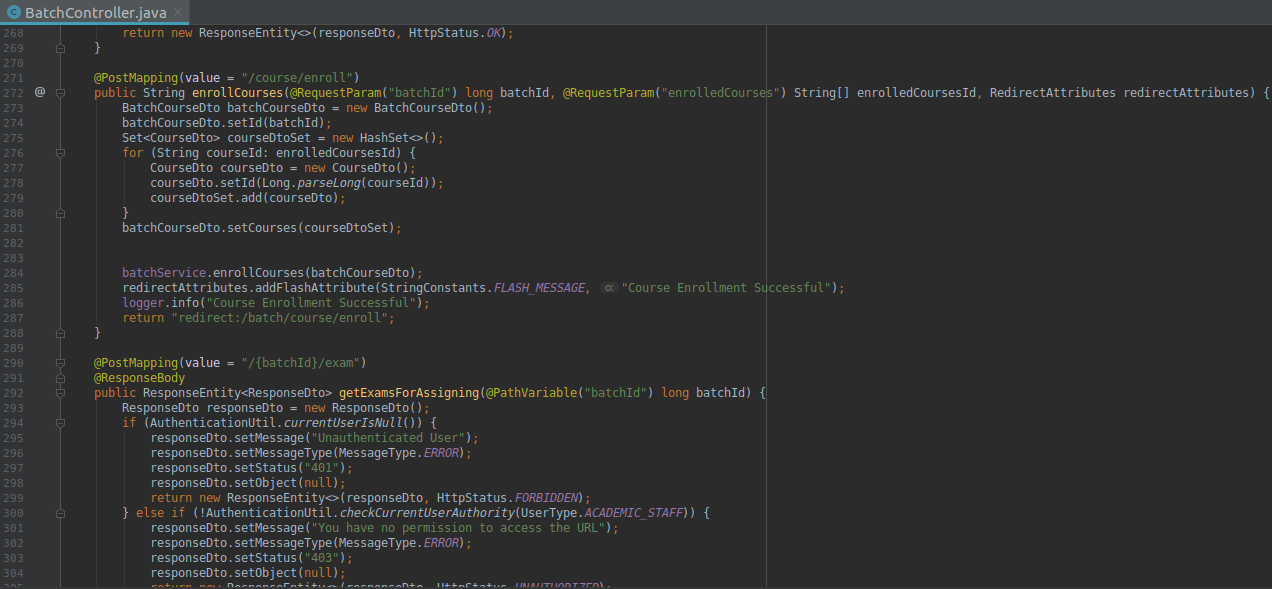 BatchController.java
268 return new ResponseEntity<>(responseDto, HttpStatus.OK);
269 }
270
271 @PostMapping(value = "/course/enroll")
272 @ public String enrollCourses(@RequestParam("batchId") long batchId, @RequestParam("enrolledCourses") String[] enrolledCoursesId, RedirectAttributes redirectAttributes) {
273 BatchCourseDto batchCourseDto = new BatchCourseDto();
274 batchCourseDto.setId(batchId);
275 Set<CourseDto> courseDtoSet = new HashSet<>();
276 for (String courseId: enrolledCoursesId) {
277 CourseDto courseDto = new CourseDto();
278 courseDto.setId(Long.parseLong(courseId));
279 courseDtoSet.add(courseDto);
280 }
281 batchCourseDto.setCourses(courseDtoSet);
282
283
284 batchService.enrollCourses(batchCourseDto);
285 redirectAttributes.addFlashAttribute(StringConstants.FLASH_MESSAGE, o: "Course Enrollment Successful");
286 logger.info("Course Enrollment Successful");
287 return "redirect:/batch/course/enroll";
288 }
289
290 @PostMapping(value = "/{batchId}/exam")
291 @ResponseBody
292 public ResponseEntity<ResponseDto> getExamsForAssigning(@PathVariable("batchId") long batchId) {
293 ResponseDto responseDto = new ResponseDto();
294 if (AuthenticationUtil.currentUserIsNull()) {
295 responseDto.setMessage("Unauthenticated User");
296 responseDto.setMessageType(MessageType.ERROR);
297 responseDto.setStatus("401");
298 responseDto.setObject(null);
299 return new ResponseEntity<>(responseDto, HttpStatus.FORBIDDEN);
300 } else if (!AuthenticationUtil.checkCurrentUserAuthority(UserType.ACADEMIC_STAFF)) {
301 responseDto.setMessage("You have no permission to access the URL");
302 responseDto.setMessageType(MessageType.ERROR);
303 responseDto.setStatus("403");
304 responseDto.setObject(null);
305 return new ResponseEntity<>(responseDto, HttpStatus.UNAUTHORIZED);